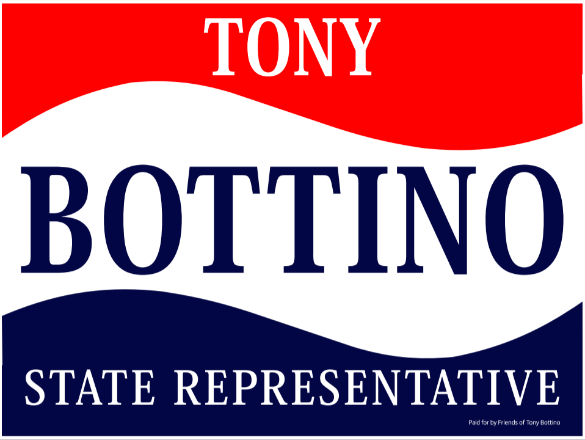 TONY
BOTTINO
STATE REPRESENTATIVE
Paid for by Friends of Tony Bottino